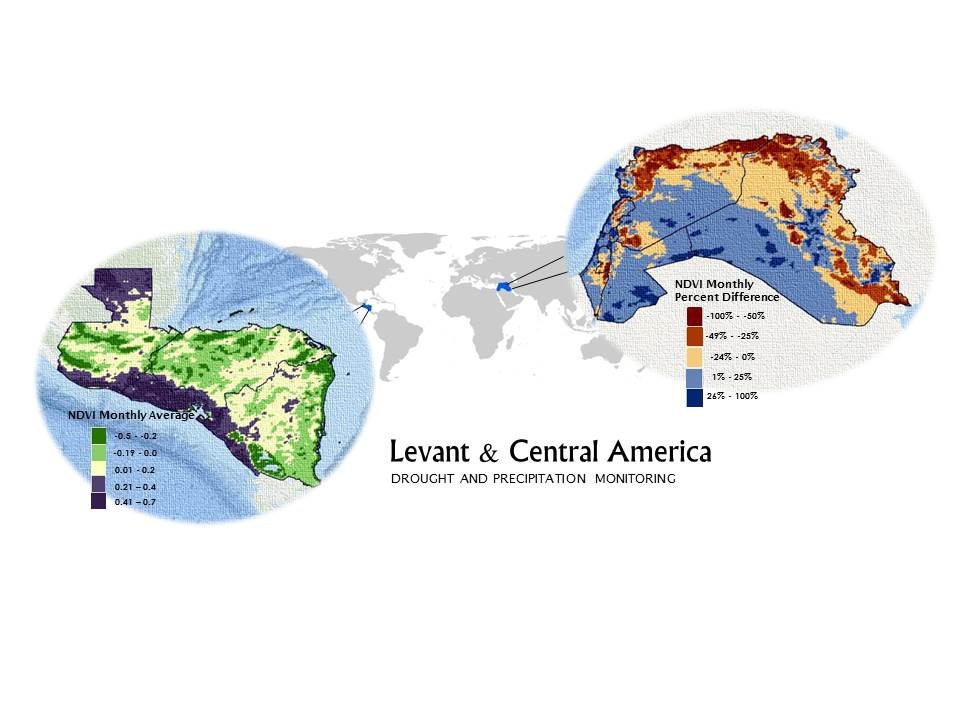 NDVI Monthly
Percent Difference
-100% - -50%
-49% - -25%
-24% - 0%
1% - 25%
26% - 100%
NDVI Monthly Average
-0.5 - -0.2
-0.19 - 0.0
0.01 - 0.2
0.21 – 0.4
0.41 – 0.7
Levant & Central America
DROUGHT AND PRECIPITATION MONITORING